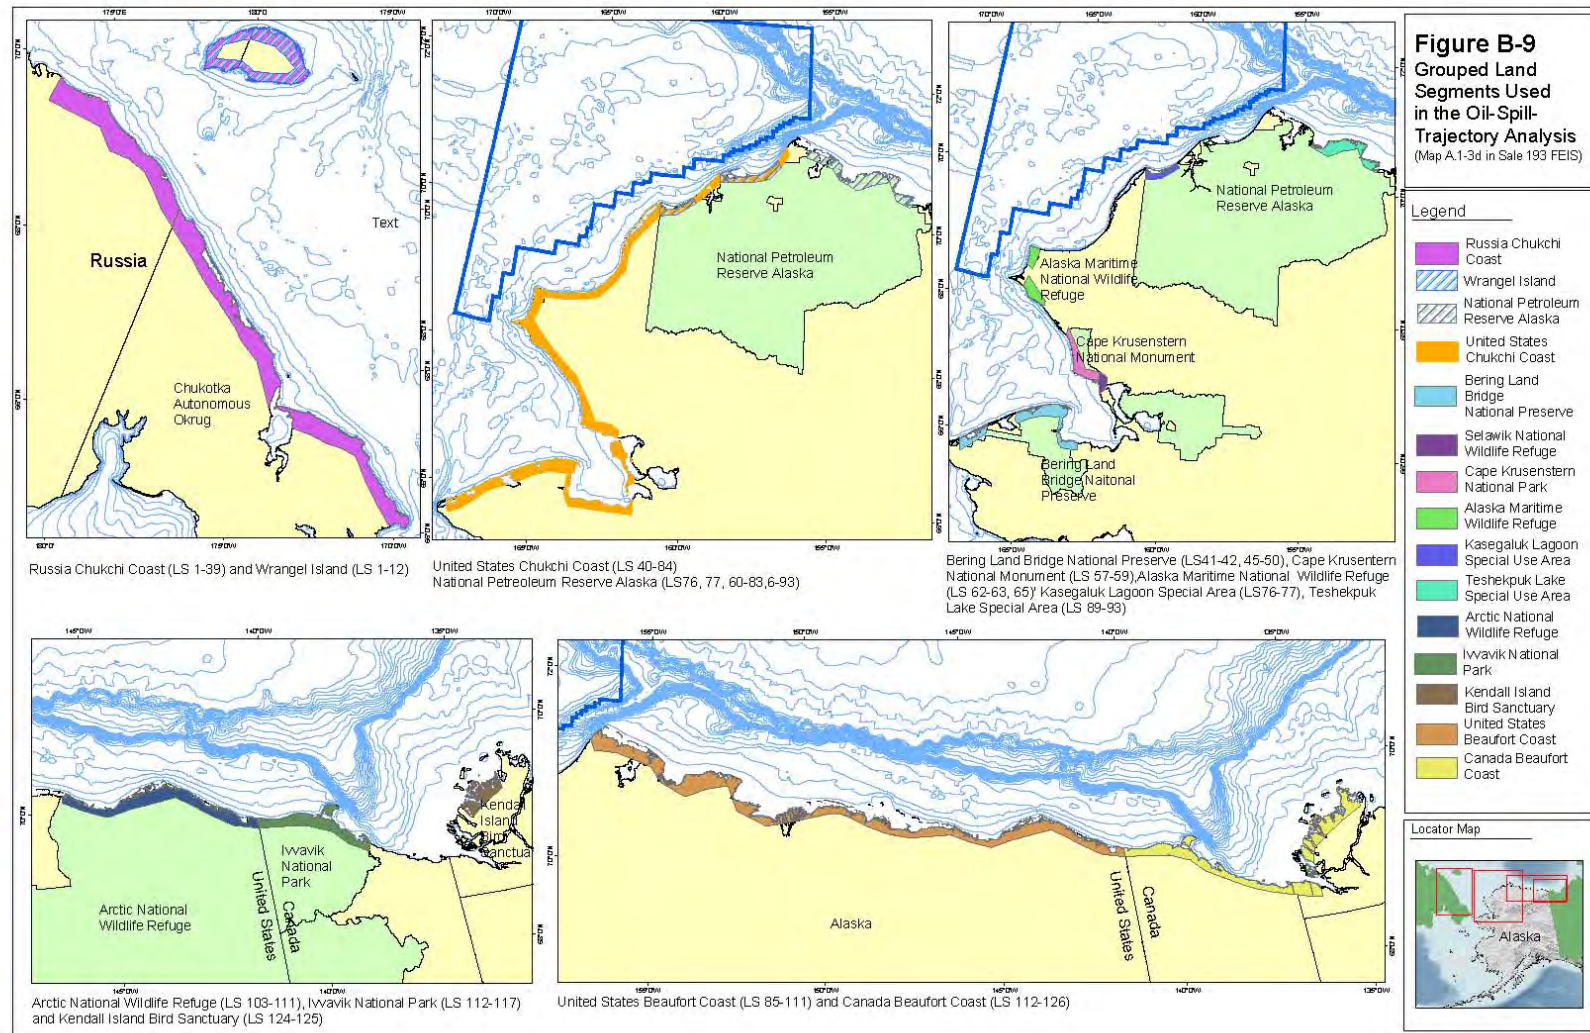 Figure B-9
Grouped Land
Segments Used
in the Oil-Spill-
Trajectory Analysis
(Map A.1-3d in Sale 193 FEIS)
Legend
Russia Chukchi
Coast
Wrangel Island
National Petroleum
Reserve Alaska
United States
Chukchi Coast
Bering Land
Bridge
National Preserve
Selawik National
Wildlife Refuge
Cape Krusenstern
National Park
Alaska Maritime
Wildlife Refuge
Kasegaluk Lagoon
Special Use Area
Teshekpuk Lake
Special Use Area
Arctic National
Wildlife Refuge
Ivvavik National
Park
Kendall Island
Bird Sanctuary
United States
Beaufort Coast
Canada Beaufort
Coast
Locator Map
Alaska
Russia
Text
Chukotka
Autonomous
Okrug
Russia Chukchi Coast (LS 1-39) and Wrangel Island (LS 1-12)
National Petroleum
Reserve Alaska
United States Chukchi Coast (LS 40-84)
National Petreoleum Reserve Alaska (LS76, 77, 60-83,6-93)
National Petroleum
Reserve Alaska
Alaska Maritime
National Wildlife
Refuge
Cape Krusenstern
National Monument
Bering Land
Bridge National
Preserve
Bering Land Bridge National Preserve (LS41-42, 45-50), Cape Krusentern
National Monument (LS 57-59),Alaska Maritime National Wildlife Refuge
(LS 62-63, 65)' Kasegaluk Lagoon Special Area (LS76-77), Teshekpuk
Lake Special Area (LS 89-93)
Kendall
Island
Bird
Sanctua
Ivvavik
National
Park
Arctic National
Wildlife Refuge
United States
Canada
Arctic National Wildlife Refuge (LS 103-111), Ivvavik National Park (LS 112-117)
and Kendall Island Bird Sanctuary (LS 124-125)
Alaska
United States
Canada
United States Beaufort Coast (LS 85-111) and Canada Beaufort Coast (LS 112-126)